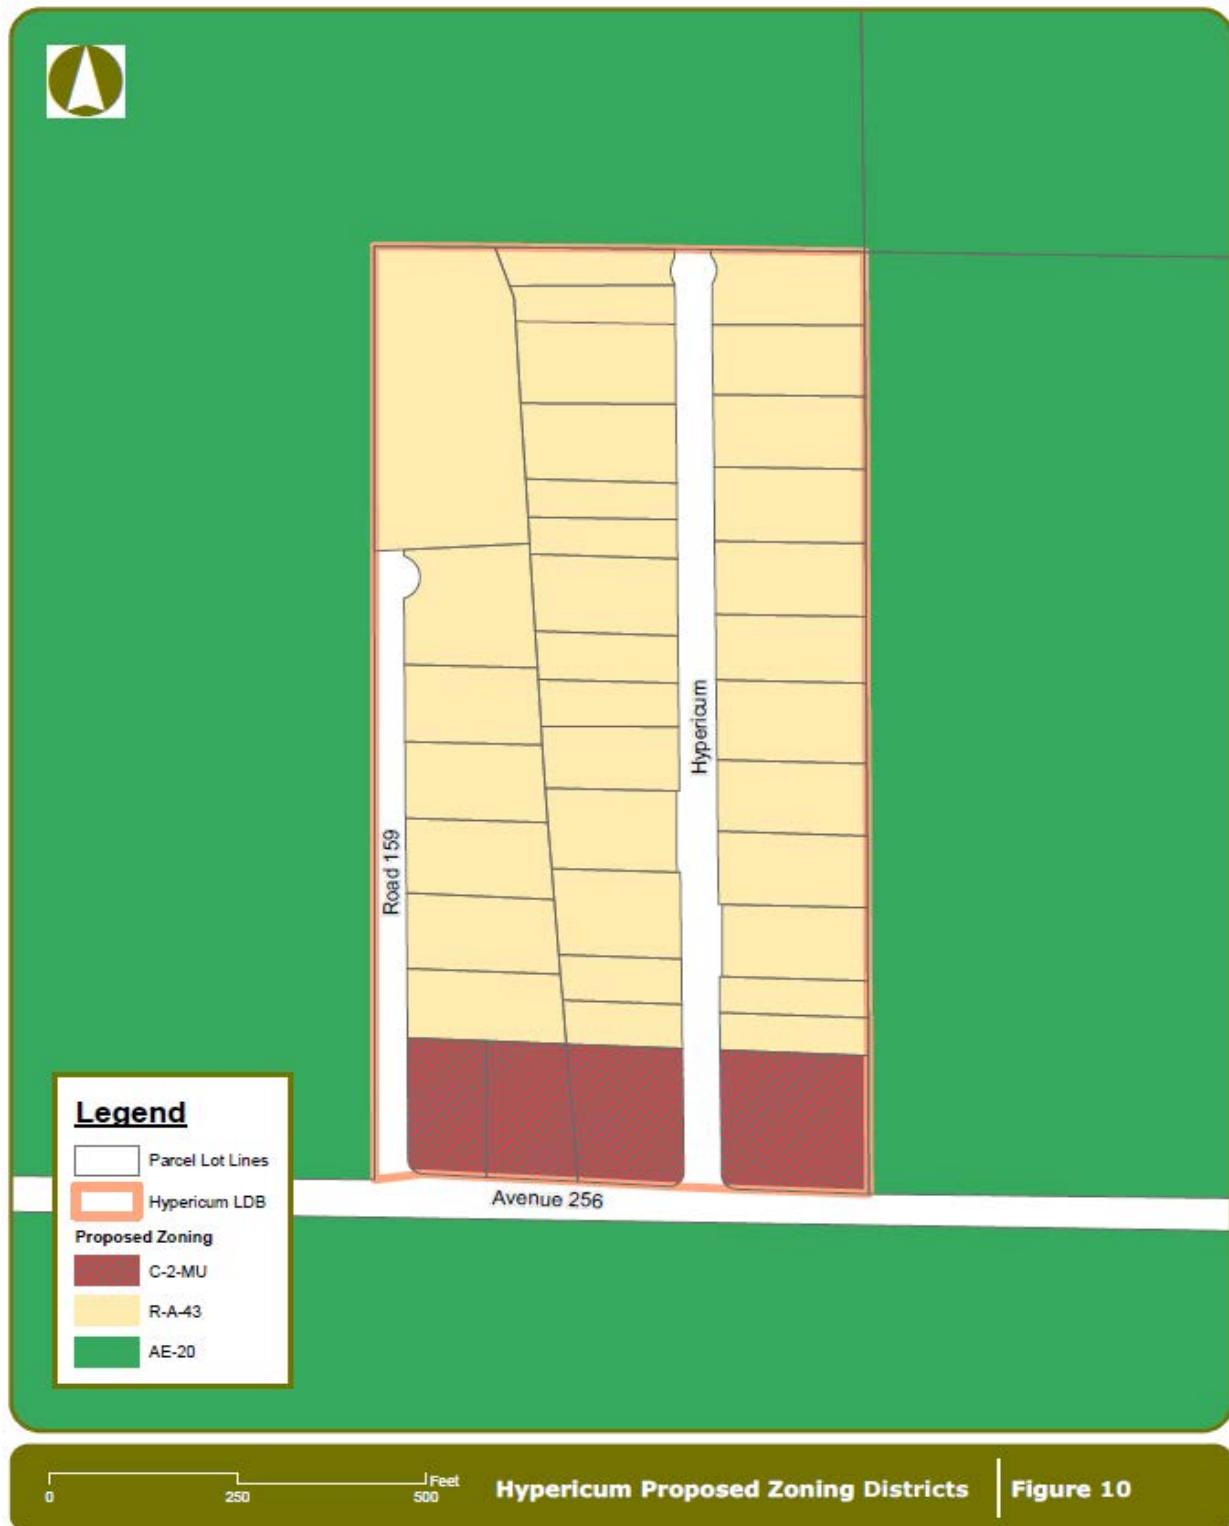 Hypericum
Road 159
Avenue 256
Legend
Parcel Lot Lines
Hypericum LDB
Proposed Zoning
C-2-MU
R-A-43
AE-20
Feet
0 250 500
Hypericum Proposed Zoning Districts
Figure 10